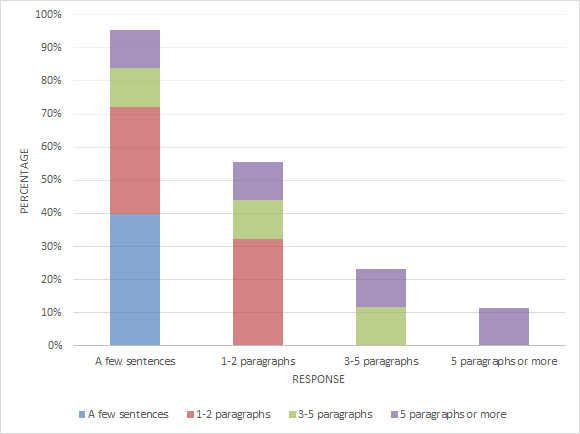 100%
90%
80%
70%
60%
50%
40%
30%
20%
10%
0%
PERCENTAGE
A few sentences 1-2 paragraphs 3-5 paragraphs 5 paragraphs or more
RESPONSE
A few sentences 1-2 paragraphs 3-5 paragraphs 5 paragraphs or more